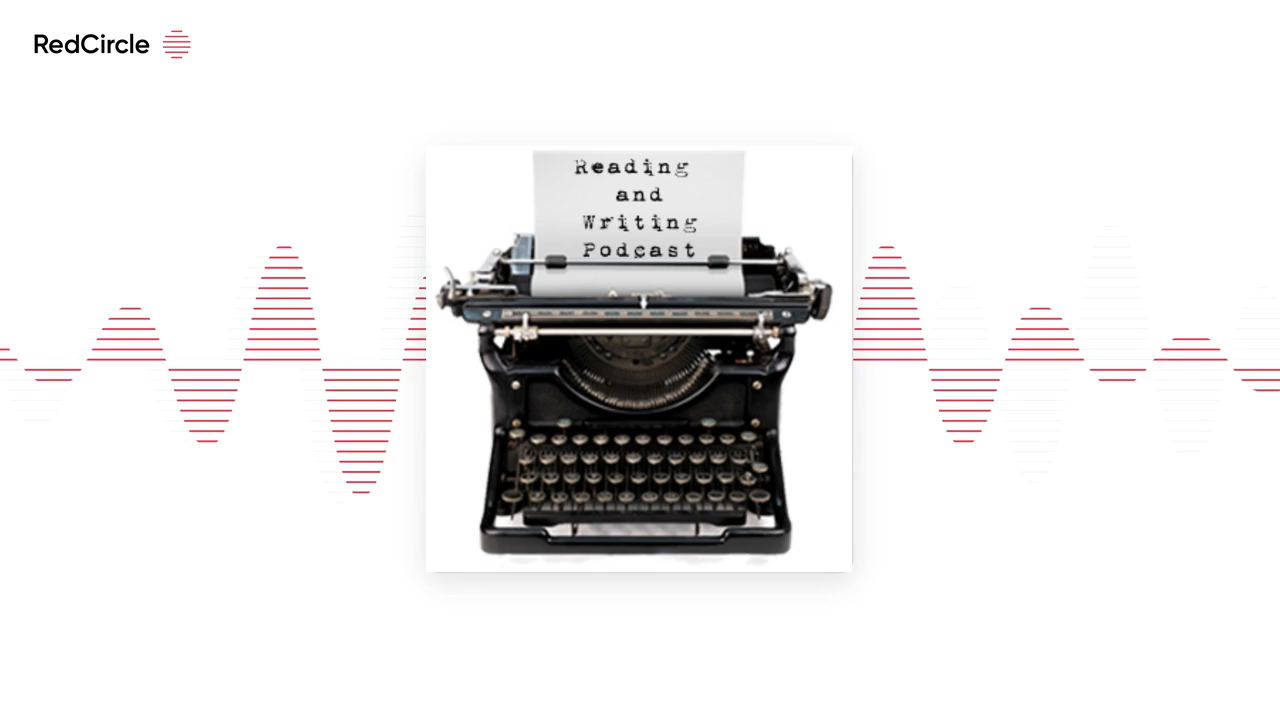 RedCircle
Reading
and
Writing
Podcast